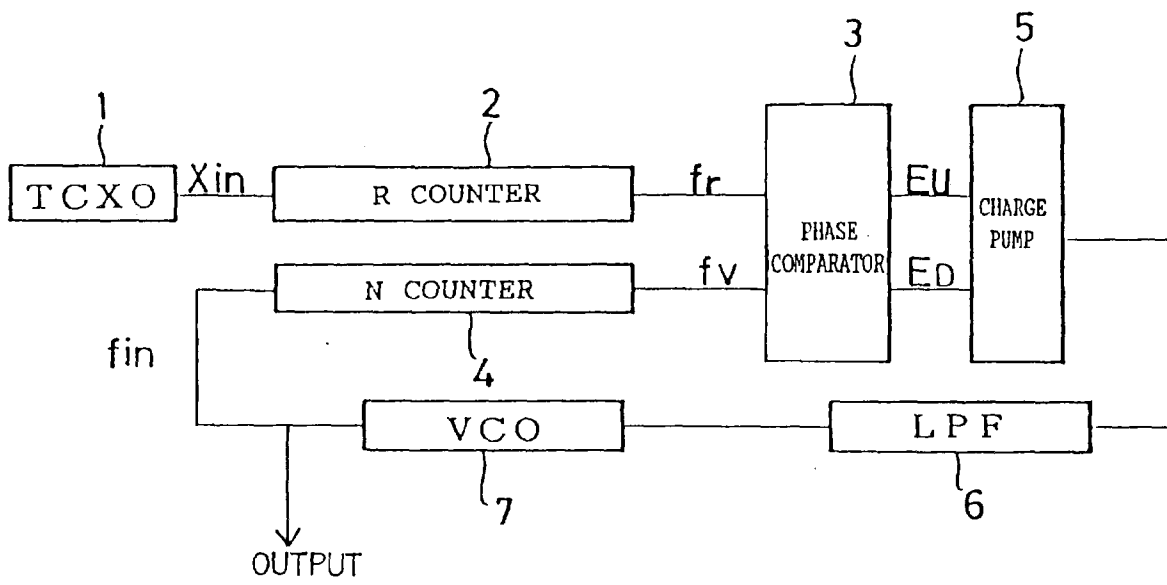 1
2
3
5
TCXO
Xin
R COUNTER
fr
EU
CHARGE
PUMP
PHASE
COMPARATOR
fv
ED
N COUNTER
fin
4
VCO
LPF
7
6
OUTPUT